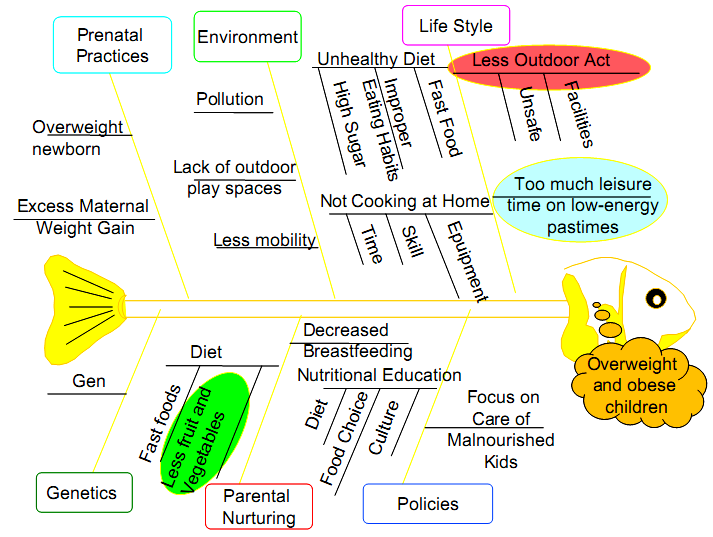 Prenatal
Practices
Environment
Life Style
Overweight
newborn
Excess Maternal
Weight Gain
Pollution
Lack of outdoor
play spaces
Less mobility
Unhealthy Diet
High Sugar
Improper
Eating Habits
Fast Food
Less Outdoor Act
Unsafe
Facilities
Not Cooking at Home
Time
Skill
Epuipment
Too much leisure
time on low-energy
pastimes
Overweight
and obese
children
Gen
Genetics
Diet
Fast foods
Less fruit and
Vegetables
Decreased
Breastfeeding
Parental
Nurturing
Nutritional Education
Diet
Food Choice
Culture
Focus on
Care of
Malnourished
Kids
Policies